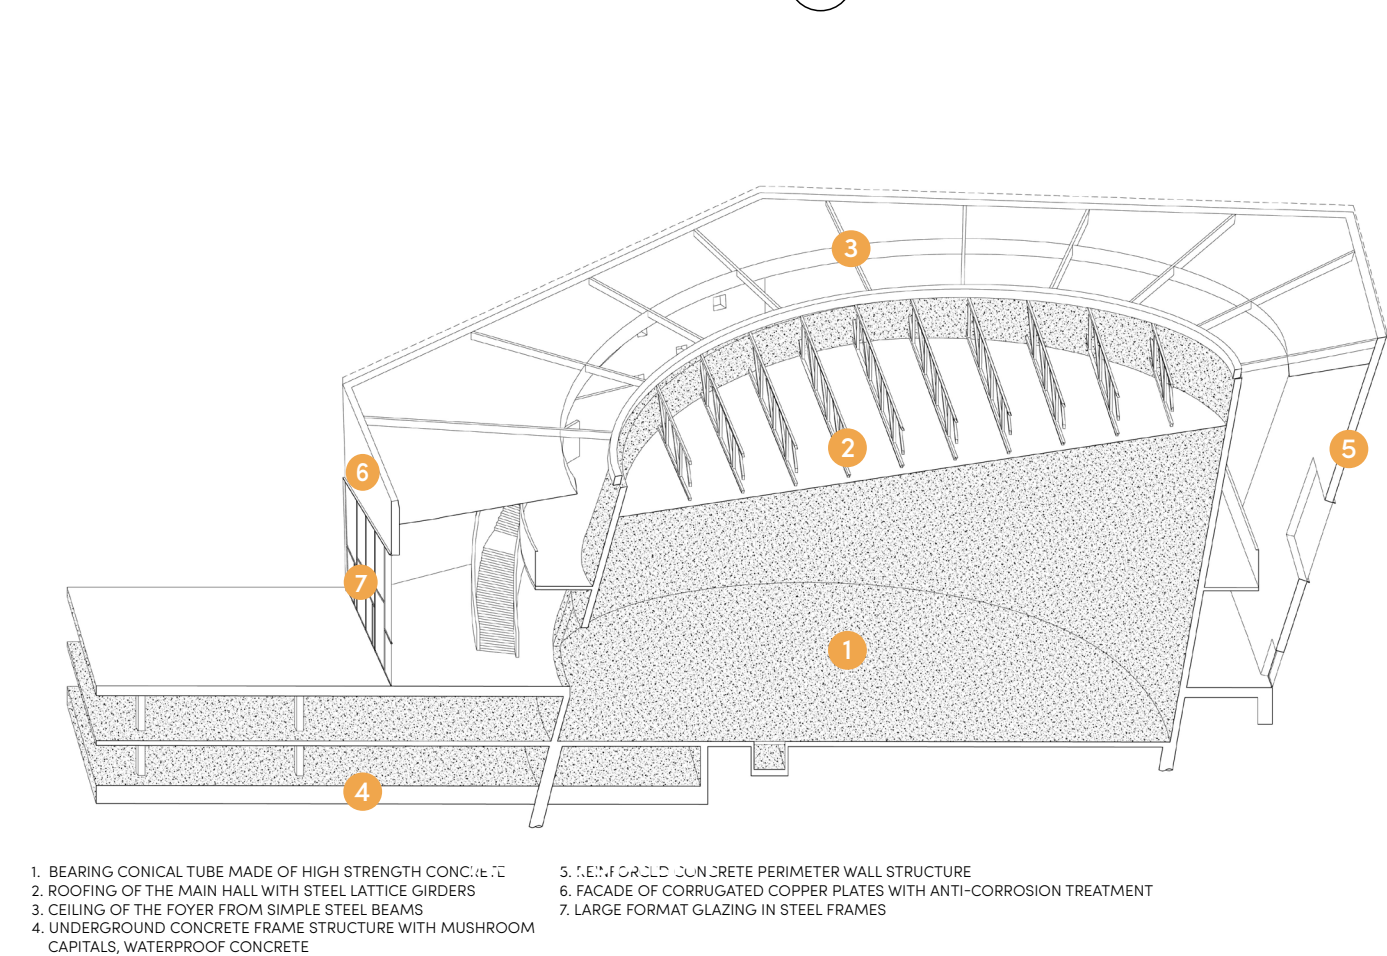 3
2
6
5
7
1
4
1. BEARING CONICAL TUBE MADE OF HIGH STRENGTH CONCRETE
2. ROOFING OF THE MAIN HALL WITH STEEL LATTICE GIRDERS
3. CEILING OF THE FOYER FROM SIMPLE STEEL BEAMS
4. UNDERGROUND CONCRETE FRAME STRUCTURE WITH MUSHROOM
CAPITALS, WATERPROOF CONCRETE
5. REINFORCED CONCRETE PERIMETER WALL STRUCTURE
6. FACADE OF CORRUGATED COPPER PLATES WITH ANTI-CORROSION TREATMENT
7. LARGE FORMAT GLAZING IN STEEL FRAMES